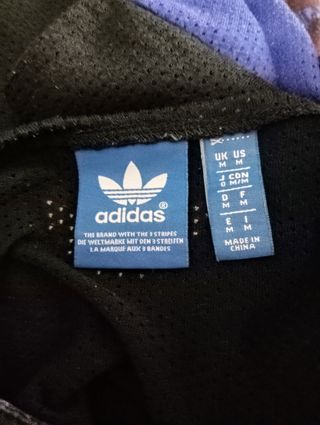 adidas®
THE BRAND WITH THE 3 STRIPES
DIE WELTMARKE MIT DEN 3 STREIFEN
LA MARQUE AUX 3 BANDES
UK US
M M
J CDN
O M/M
D F
M M
E I
M M
MADE IN
CHINA